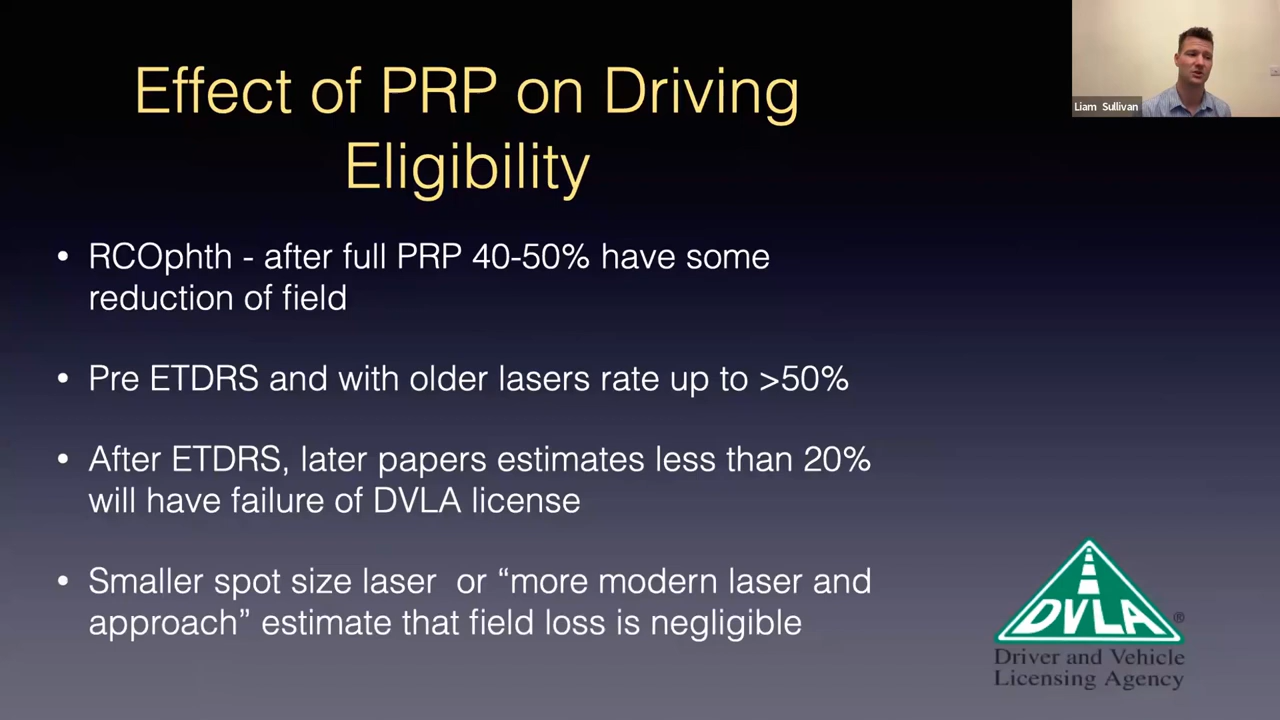 Effect of PRP on Driving
Eligibility
Liam Sullivan
• RCOphth - after full PRP 40-50% have some
reduction of field
• Pre ETDRS and with older lasers rate up to >50%
• After ETDRS, later papers estimates less than 20%
will have failure of DVLA license
• Smaller spot size laser or “more modern laser and
approach” estimate that field loss is negligible
DVLA®
Driver and Vehicle
Licensing Agency